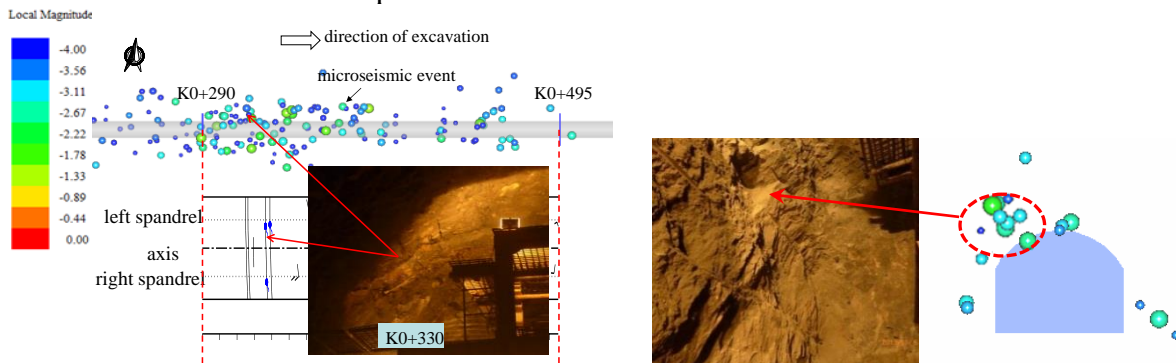 Local Magnitude
-4.00
-3.56
-3.11
-2.67
-2.22
-1.78
-1.33
-0.89
-0.44
0.00
direction of excavation
microseismic event
K0+290
K0+495
left spandrel
axis
right spandrel
K0+330